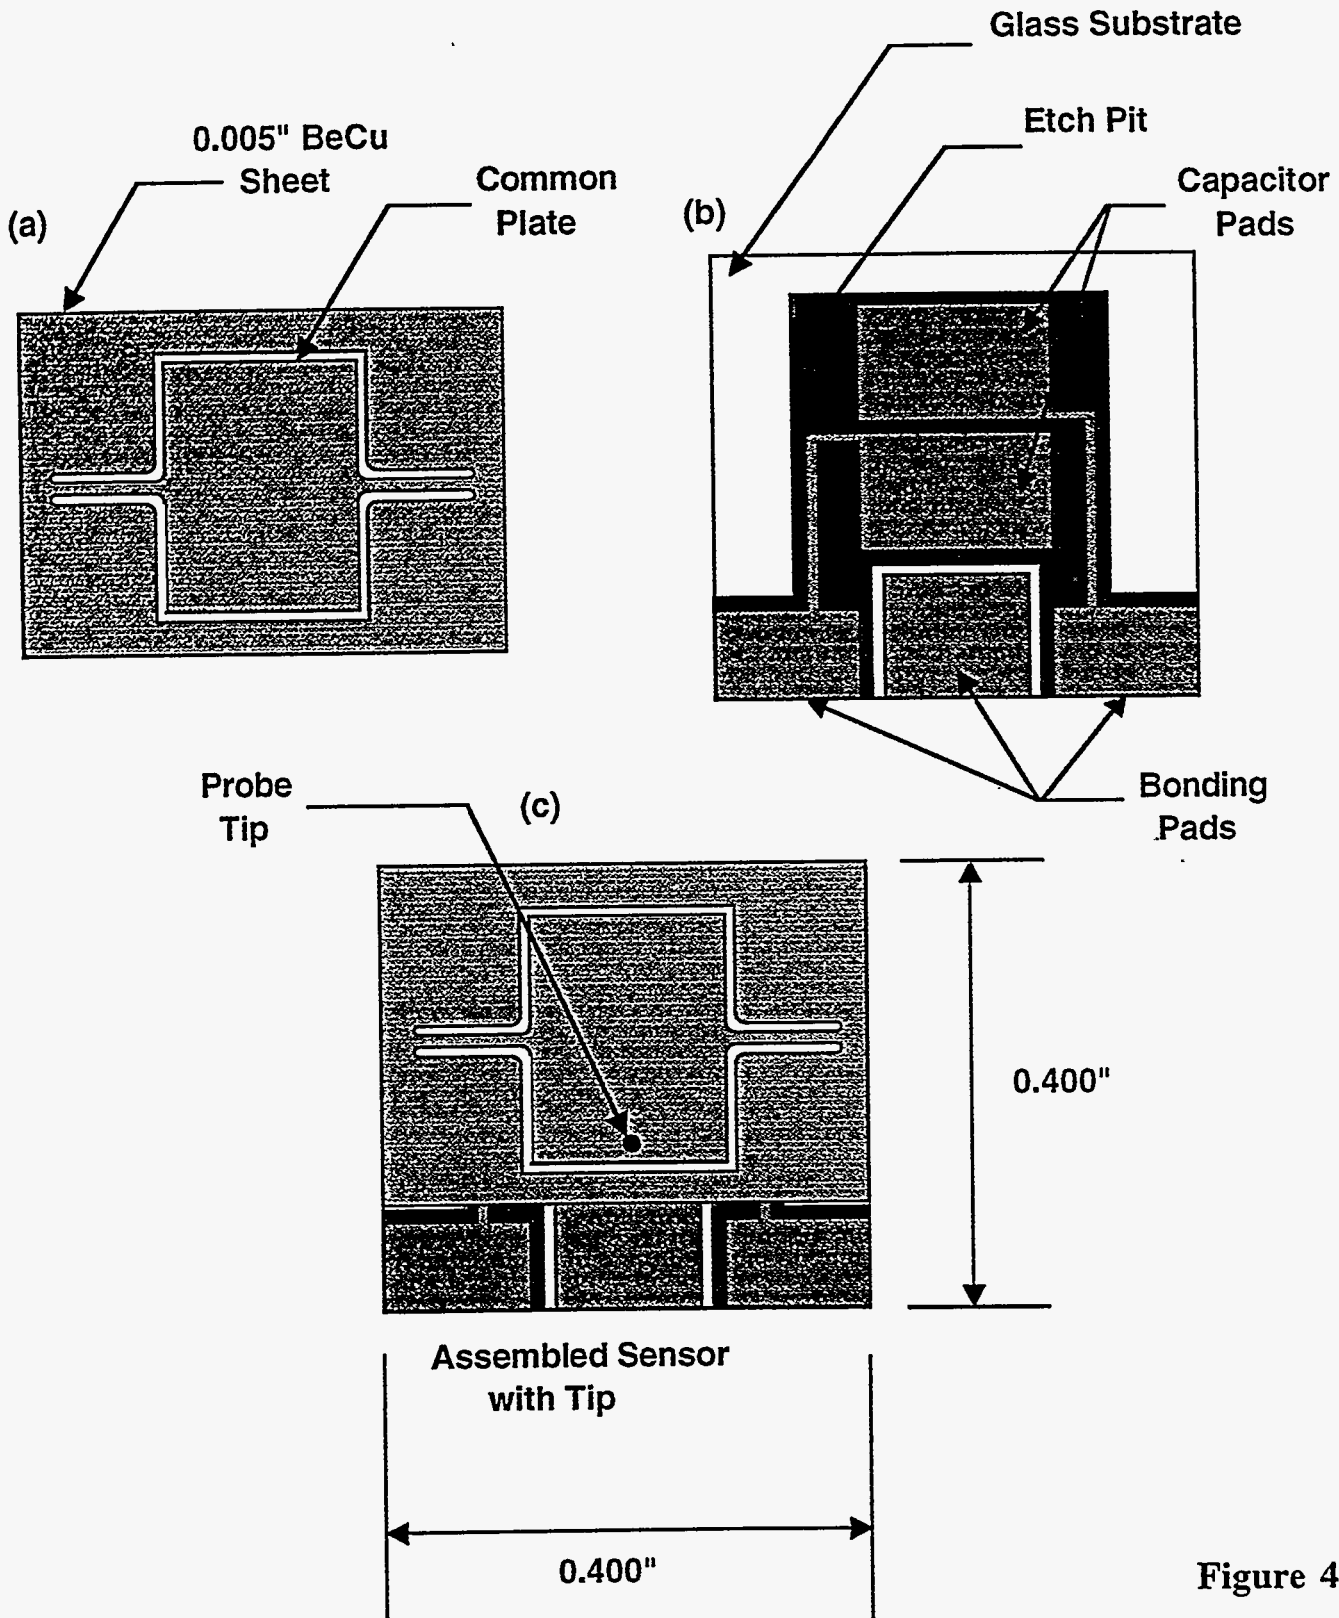 Glass Substrate
Etch Pit
0.005" BeCu
Sheet
Common
Plate
Capacitor
Pads
(a)
(b)
Probe
Tip
(c)
Bonding
Pads
0.400"
Assembled Sensor
with Tip
0.400"
Figure 4